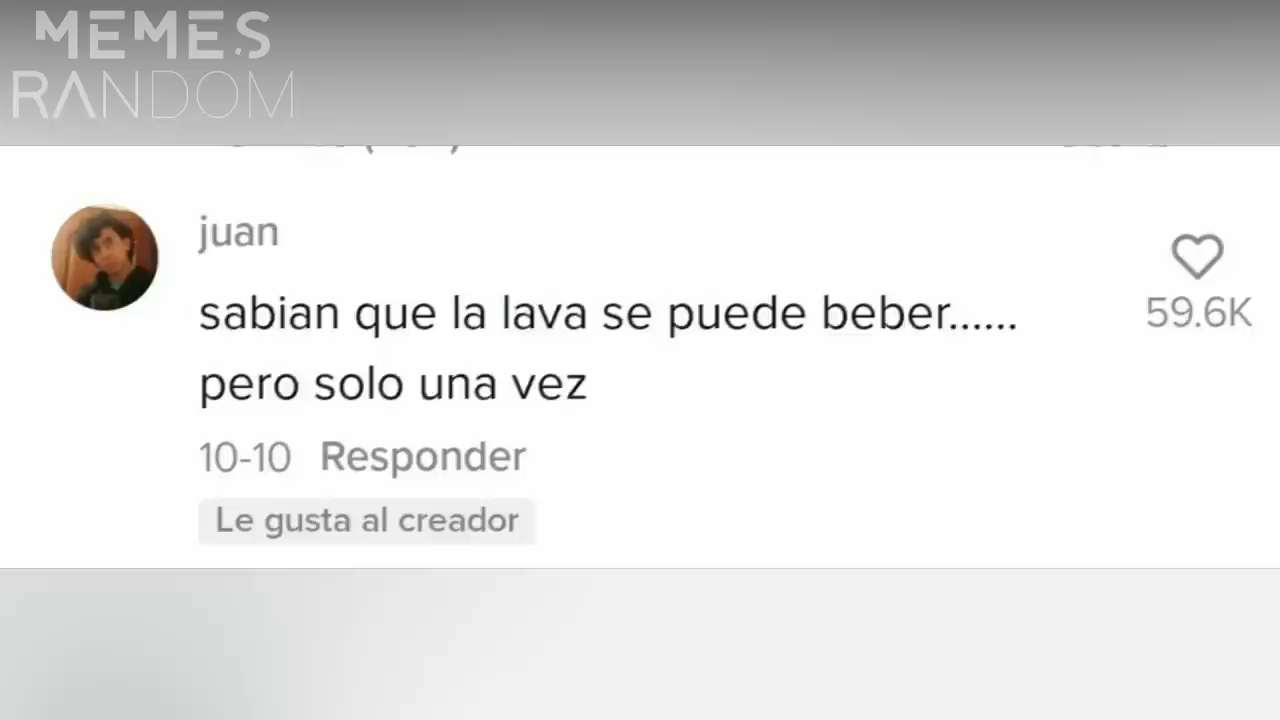 MEMES
RANDOM
juan
sabian que la lava se puede beber......
pero solo una vez
59.6K
10-10 Responder
Le gusta al creador